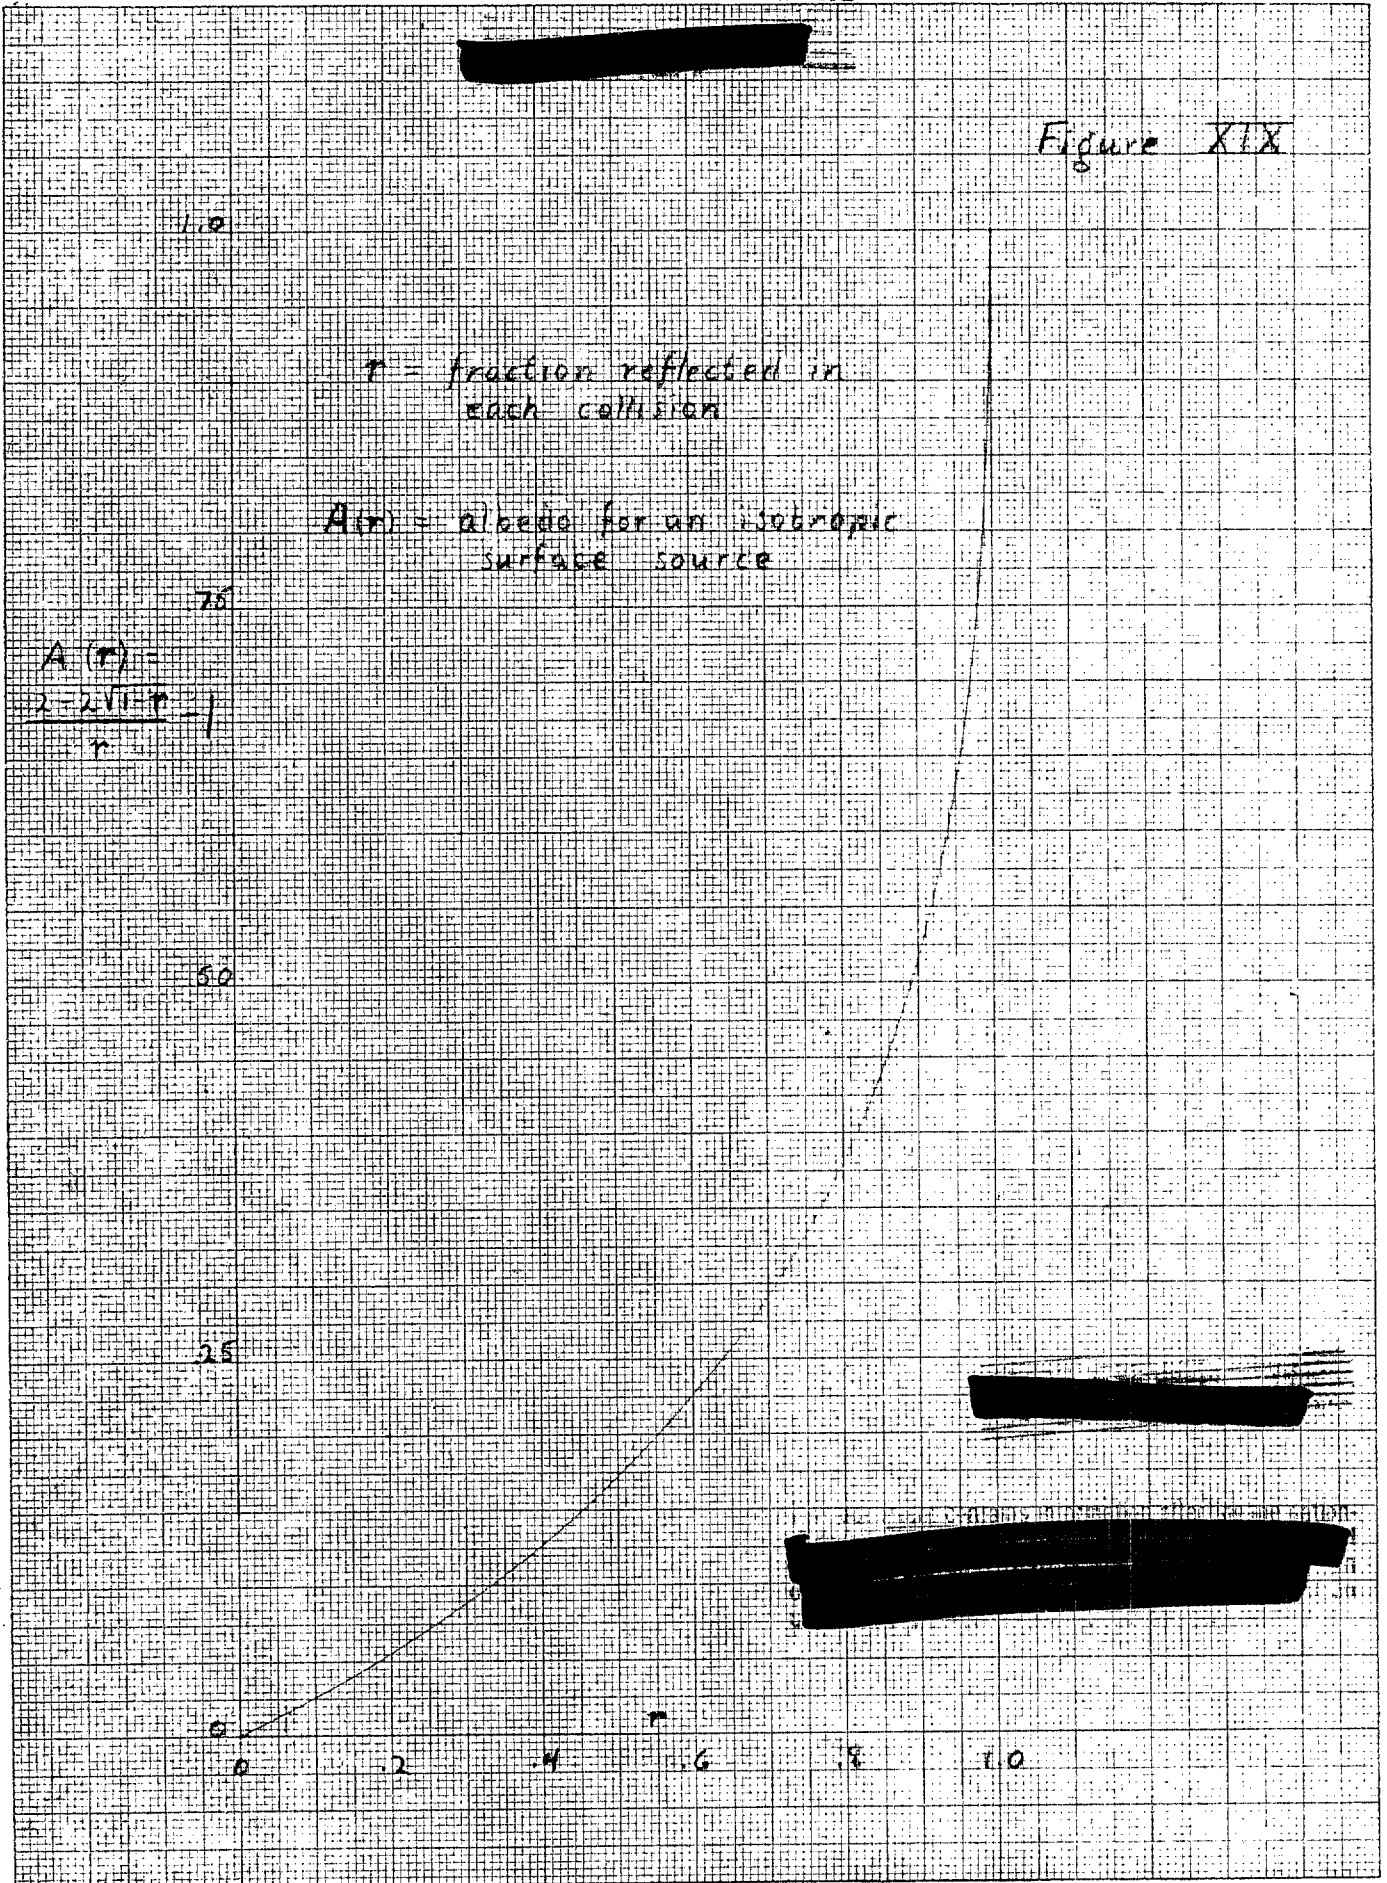 Figure XIX
1.0
r = fraction reflected in
each collision
A(r) = albedo for an isotropic
surface source
.75
A (r) =
2-2√1-r -1
r
.50
.25
0
r
0 .2 .4 .6 .8 1.0